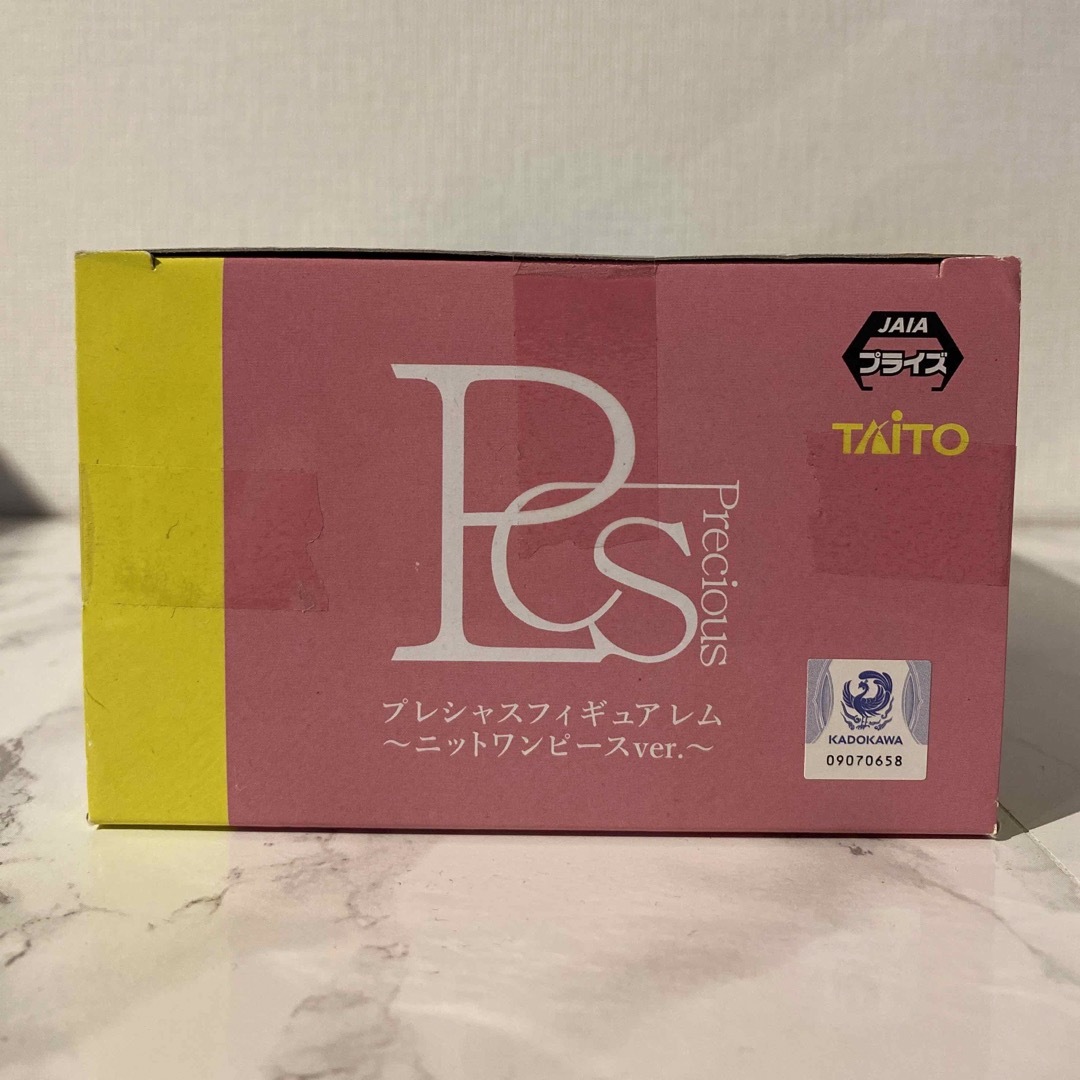 JAIA
プライズ
TAITO
PCS
Precious
プレシャスフィギュア レム
～ニットワンピースver.～
KADOKAWA
09070658